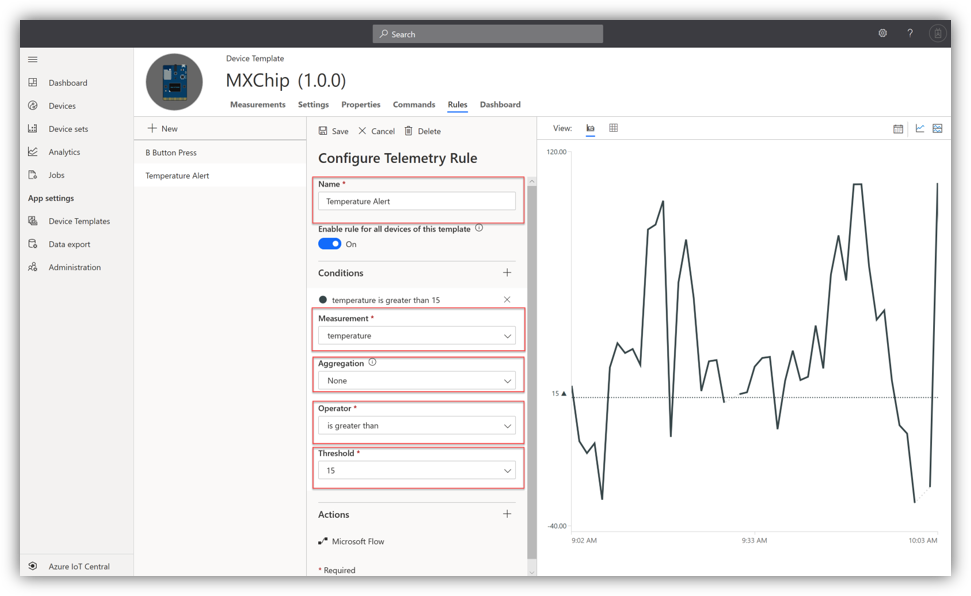 Search
?
Device Template
MXChip (1.0.0)
Measurements Settings Properties Commands Rules Dashboard
Dashboard
Devices
Device sets
Analytics
Jobs
App settings
Device Templates
Data export
Administration
Azure IoT Central
+ New
B Button Press
Temperature Alert
Save Cancel Delete
Configure Telemetry Rule
Name *
Temperature Alert
Enable rule for all devices of this template
On
Conditions
temperature is greater than 15
Measurement *
temperature
Aggregation
None
Operator *
is greater than
Threshold *
15
Actions
Microsoft Flow
* Required
View:
120.00
15
-40.00
9:02 AM 9:33 AM 10:03 AM